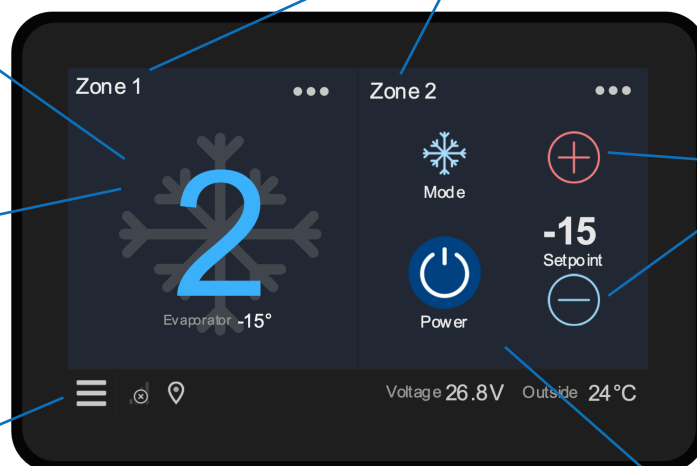 Zone 1
Zone 2
Mode
2
-15
Setpoint
Evaporator -15°
Power
Voltage 26.8V Outside 24°C